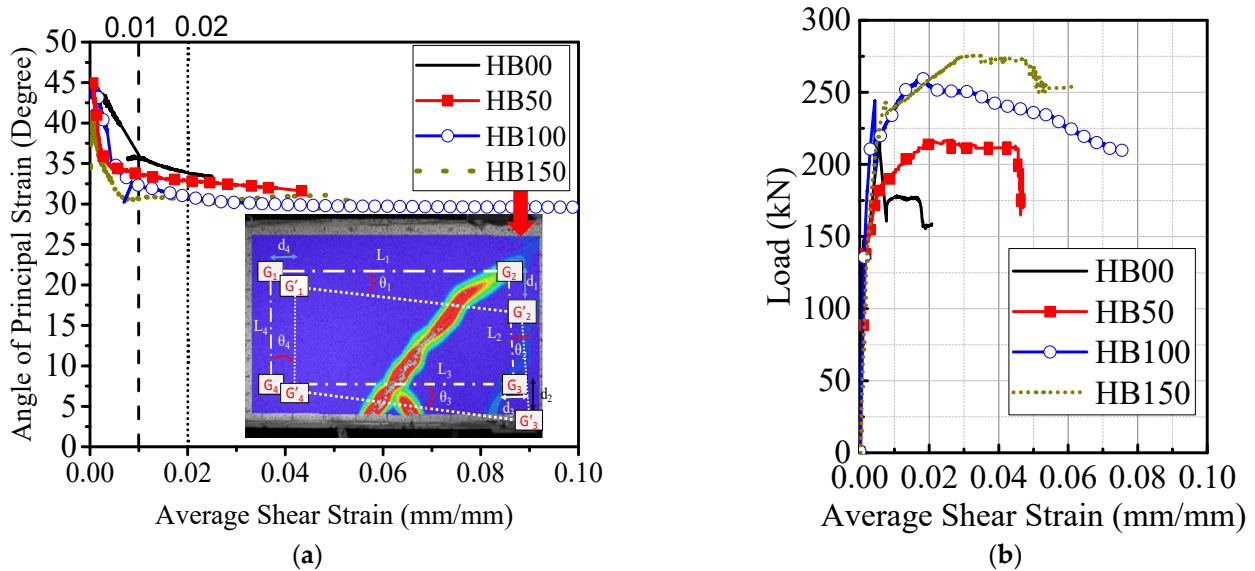 0.01 0.02
50
45
40
35
30
25
20
15
10
5
0
Angle of Principal Strain (Degree)
HB00
HB50
HB100
HB150
d₄
L₁
G₁
G₂
G'₁
θ₁
d₁
G'₂
L₄
L₂
θ₄
θ₂
L₃
G₄
G₃
G'₄
θ₃
d₂
d₃
G'₃
0.00 0.02 0.04 0.06 0.08 0.10
Average Shear Strain (mm/mm)
(a)
300
250
200
150
100
50
0
Load (kN)
HB00
HB50
HB100
HB150
0.00 0.02 0.04 0.06 0.08 0.10
Average Shear Strain (mm/mm)
(b)